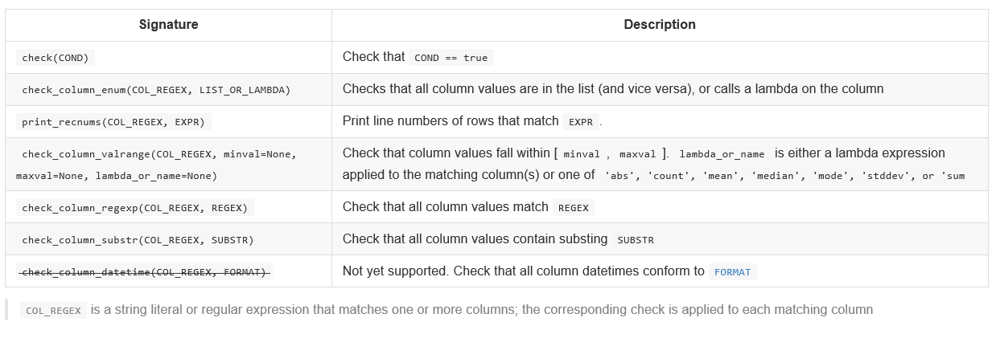 Signature Description
check(COND) Check that COND == true
check_column_enum(COL_REGEX, LIST_OR_LAMBDA) Checks that all column values are in the list (and vice versa), or calls a lambda on the column
print_recnums(COL_REGEX, EXPR) Print line numbers of rows that match EXPR .
check_column_valrange(COL_REGEX, minval=None, Check that column values fall within [ minval , maxval ]. lambda_or_name is either a lambda expression
maxval=None, lambda_or_name=None) applied to the matching column(s) or one of 'abs', 'count', 'mean', 'median', 'mode', 'stddev', or 'sum
check_column_regexp(COL_REGEX, REGEX) Check that all column values match REGEX
check_column_substr(COL_REGEX, SUBSTR) Check that all column values contain substing SUBSTR
check_column_datetime(COL_REGEX, FORMAT) Not yet supported. Check that all column datetimes conform to FORMAT
COL_REGEX is a string literal or regular expression that matches one or more columns; the corresponding check is applied to each matching column